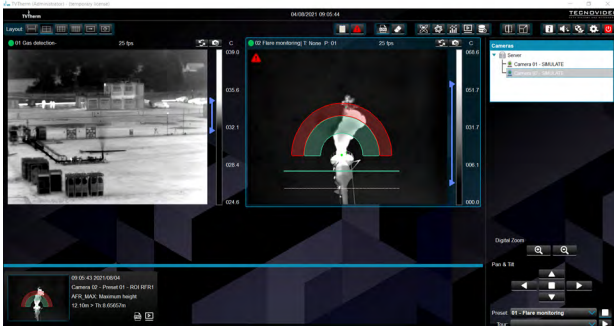 TVTherm (Administration) - (temporary license)
TVTherm
04/08/2021 09:05:44
TECNOVIDEO
Layout
01 Gas detection-
25 fps
C
039.0
035.6
032.1
028.4
024.6
02 Flare monitoring| T: None P: 01
25 fps
C
068.6
051.7
031.7
006.1
000.0
Cameras
Server
Camera 01 - SIMULATE
Camera 01 - SIMULATE
Digital Zoom
Pan & Tilt
Preset: 01 - Flare monitoring
Tour:
09:05:43 2021/08/04
Camera 02 - Preset 01 - ROI RFR1
AFR_MAX: Maximum height
12.10m > Th 8.65657m